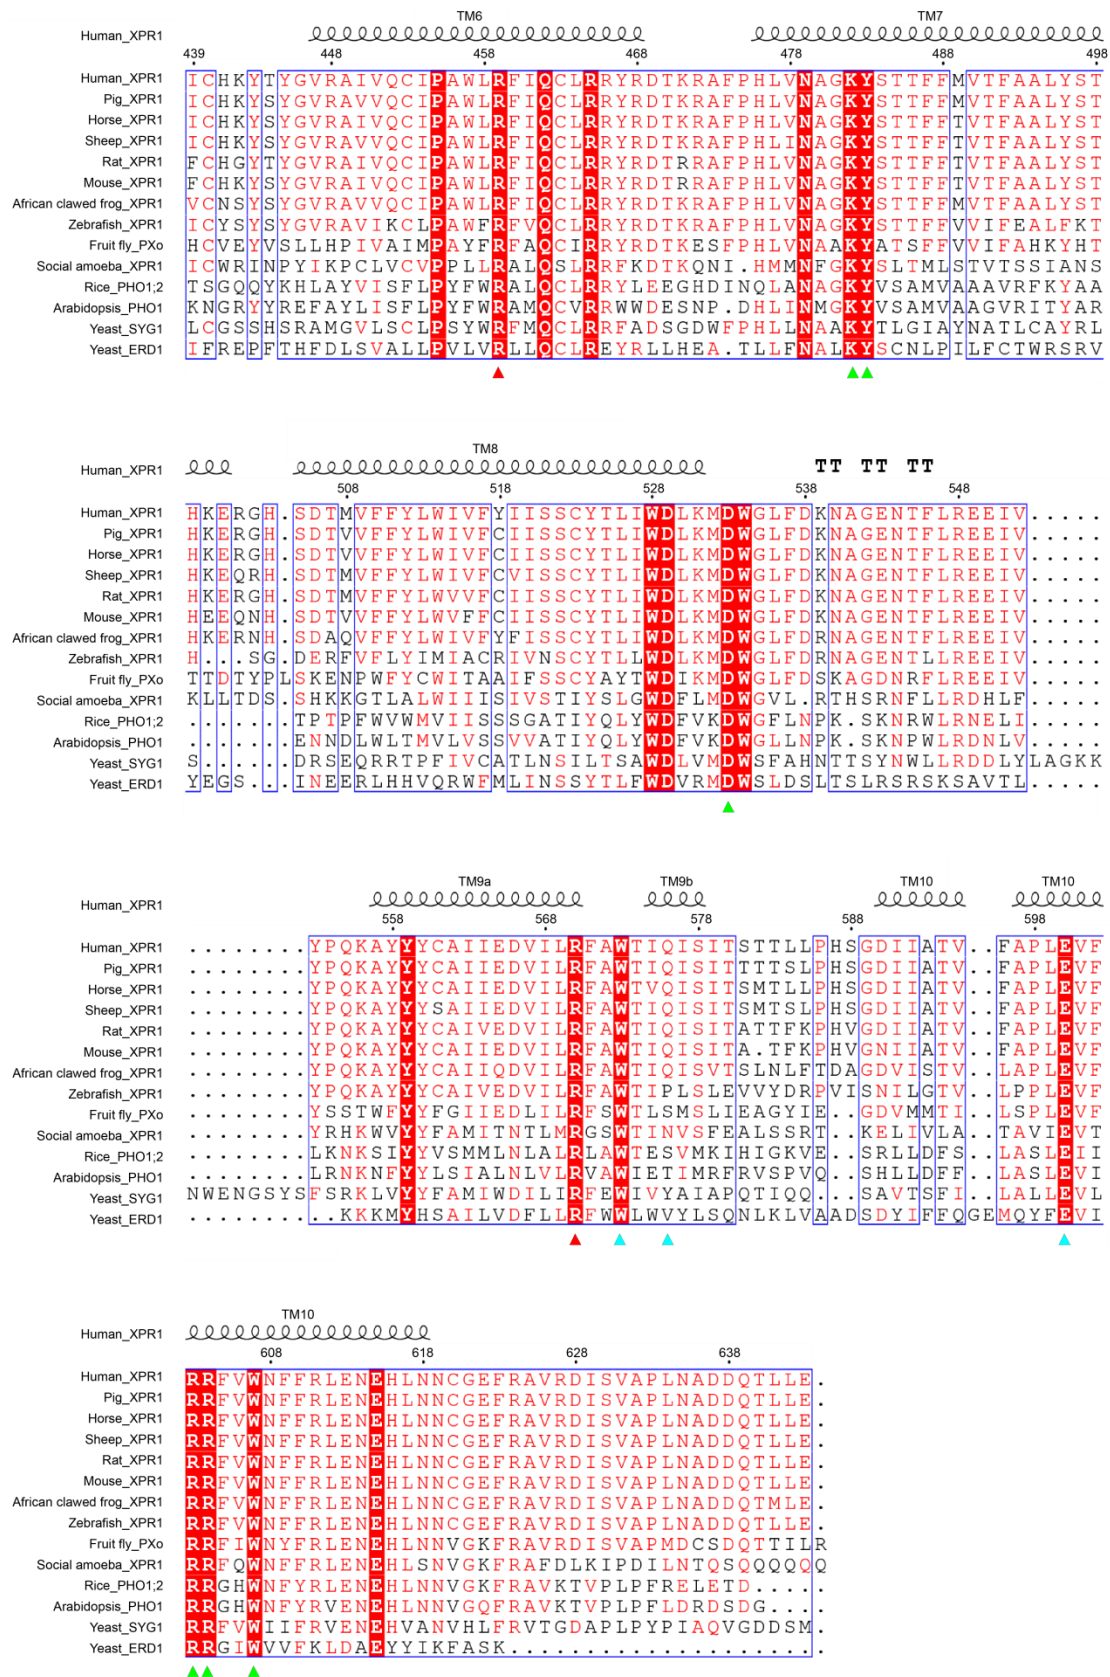 TM6 TM7
Human_XPR1
439 448 458 468 478 488 498
Human_XPR1 ICHKYTYGVRAIVQCIPAWLRFIQCLRRYRDTKRAFPHLVNAGKYSTTFFMVTFAALYST
Pig_XPR1 ICHKYSYGVRAVVQCIPAWLRFIQCLRRYRDTKRAFPHLVNAGKYSTTFFMVTFAALYST
Horse_XPR1 ICHKYSYGVRAIVQCIPAWLRFIQCLRRYRDTKRAFPHLVNAGKYSTTFFTVTFAALYST
Sheep_XPR1 ICHKYSYGVRAIVQCIPAWLRFIQCLRRYRDTKRAFPHLINAGKYSTTFFMVTFAALYST
Rat_XPR1 FCHGYTYGVRAIVQCIPAWLRFIQCLRRYRDTRRAFPHLVNAGKYSTTFFTVTFAALYST
Mouse_XPR1 FCHKYSYGVRAIVQCIPAWLRFIQCLRRYRDTRRAFPHLVNAGKYSTTFFTVTFAALYST
African clawed frog_XPR1 VCNSYSYGVRAIVQCIPAWLRFIQCLRRYRDTKRAFPHLVNAGKYSTTFFTVTFAALYST
Zebrafish_XPR1 ICYSYSYGVRAVIKCLPAWFRFIQCLRRYRDTKRAFPHLVNAGKYSTTFFVVIFEALFKT
Fruit fly_PXo HCVEYVSLLHPIVAIMPAYFRFAQCIRRYRDTKESFPHLVNAAKYATSFFVVIFAHKYHT
Social amoeba_XPR1 ICWRINPYIKPCLVCVPPLLRALQSLRRFKDTKQNI.HMMNFGKYSLTMLSTVTSSIANS
Rice_PHO1;2 TSGQQYKHLAYVISFLPYFWRALQCLRRYLEEGHDINQLANAGKYVSAMVAAAVRFKYAA
Arabidopsis_PHO1 KNGRYYREFAYLISFLPYFWRAMQCVRRWWDESNP.DHLINMGKYVSAMVAAGVRITYAR
Yeast_SYG1 LCGSSHSRAMGVLSCLPSYWRFMQCLRRFADSGDWFPHLLNAAKYTLGIAYNATLCAYRL
Yeast_ERD1 IFREPFTHFDLSVALLPVLVRLLQCLREYRLLHEA.TLLFNALKYSCNLPILFCTWRSRV
TM8
Human_XPR1 TT TT TT
508 518 528 538 548
Human_XPR1 HKERGH.SDTMVFFYLWIVFYIISSCYTLIWDLKMDWGLFDKNAGENTFLREEIV.....
Pig_XPR1 HKERGH.SDTVVFFYLWIVFCIISSCYTLIWDLKMDWGLFDKNAGENTFLREEIV.....
Horse_XPR1 HKERGH.SDTMVFFYLWIVFCIISSCYTLIWDLKMDWGLFDKNAGENTFLREEIV.....
Sheep_XPR1 HKEQRH.SDTMVFFYLWIVFCVISSCYTLIWDLKMDWGLFDKNAGENTFLREEIV.....
Rat_XPR1 HKERGH.SDTMVFFYLWVVFCIISSCYTLIWDLKMDWGLFDKNAGENTFLREEIV.....
Mouse_XPR1 HEEQNH.SDTVVFFYLWVFFCIISSCYTLIWDLKMDWGLFDKNAGENTFLREEIV.....
African clawed frog_XPR1 HKERNH.SDAQVFFYLWIVFYFISSCYTLIWDLKMDWGLFDRNAGENTFLREEIV.....
Zebrafish_XPR1 H...SG.DERFVFLYIMIACRIVNSCYTLLWDLKMDWGLFDRNAGENTLLREEIV.....
Fruit fly_PXo TTDTYPLSKENPWFYCWITAAIFSSCYAYTWDIKMDWGLFDSKAGDNRFLREEIV.....
Social amoeba_XPR1 KLLTDS.SHKKGTLALWIISIVSTIYSLGWDFLMDWGVL.RTHSRNFLLRDHLF.....
Rice_PHO1;2 .......TPTPFWVWMVIISSSGATIYQLYWDFVKDWGFLNPK.SKNRWLRNELI.....
Arabidopsis_PHO1 .......ENNDLWLTMVLVSSVVATIYQLYWDFVKDWGLLNPK.SKNPWLRDNLV.....
Yeast_SYG1 S......DRSEQRRTPFIVCATLNSILTSAWDLVMDWSFAHNTTSYNWLLRDDLYLAGKK
Yeast_ERD1 YEGS...INEERLHHVQRWFMLINSSYTLFWDVRMDWSLDSLTSLRSRSKSAVTL.....
TM9a TM9b TM10 TM10
Human_XPR1
558 568 578 588 598
Human_XPR1 ........YPQKAYYYCAIIEDVILRFAWTIQISITSTTLLPHSGDIIATV..FAPLEVF
Pig_XPR1 ........YPQKAYYYCAIIEDVILRFAWTIQISITTTTSLPHSGDIIATV..FAPLEVF
Horse_XPR1 ........YPQKAYYYCAIIEDVILRFAWTVQISITSMTLLPHSGDIIATV..FAPLEVF
Sheep_XPR1 ........YPQKAYYYSAIIEDVILRFAWTIQISITSMTSLPHSGDIIATV..FAPLEVF
Rat_XPR1 ........YPQKAYYYCAIVEDVILRFAWTIQISITATTFKPHVGDIIATV..FAPLEVF
Mouse_XPR1 ........YPQKAYYYCAIIEDVILRFAWTIQISITA.TFKPHVGNIIATV..FAPLEVF
African clawed frog_XPR1 ........YPQKAYYYCAIIQDVILRFAWTIQISVTSLNLFTDAGDVISTV..FAPLEVF
Zebrafish_XPR1 ........YPQKAYYYCAIVEDVILRFAWTIPLSLEVVYDRPVISNILGTV..LPPLEVF
Fruit fly_PXo ........YSSTWFYYFGIIEDLILRFSWTLSMSLIEAGYIE..GDVMMTI..LSPLEVF
Social amoeba_XPR1 ........YRHKWVYYFAMITNTLMRGSWTINVSFEALSSRT..KELIVLA..TAVIEVT
Rice_PHO1;2 ........LKNKSIYYVSMMLNLALRLAWTESVMKIHIGKVE..SRLLDFS..LASLEII
Arabidopsis_PHO1 ........LRNKNFYYLSIALNLVLRVAWIETIMRFRVSPVQ..SHLLDFF..LASLEVI
Yeast_SYG1 NWENGSYSFSRKLVYYFAMIWDILIRFEWIVYAIAPQTIQQ...SAVTSFI..LALLEVL
Yeast_ERD1 ..........KKKMYHSAILVDFLLRFWWLWVYLSQNLKLVAADSDYIFFQGEMQYFEVI
TM10
Human_XPR1
608 618 628 638
Human_XPR1 RRFVWNFFRLENEHLNNCGEFRAVRDISVAPLNADDQTLLE.
Pig_XPR1 RRFVWNFFRLENEHLNNCGEFRAVRDISVAPLNADDQTLLE.
Horse_XPR1 RRFVWNFFRLENEHLNNCGEFRAVRDISVAPLNADDQTLLE.
Sheep_XPR1 RRFVWNFFRLENEHLNNCGEFRAVRDISVAPLNADDQTLLE.
Rat_XPR1 RRFVWNFFRLENEHLNNCGEFRAVRDISVAPLNADDQTLLE.
Mouse_XPR1 RRFVWNFFRLENEHLNNCGEFRAVRDISVAPLNADDQTLLE.
African clawed frog_XPR1 RRFVWNFFRLENEHLNNCGEFRAVRDISVAPLNADDQTMLE.
Zebrafish_XPR1 RRFVWNFFRLENEHLNNCGEFRAVRDISVAPLNADDQTLLE.
Fruit fly_PXo RRFIWNYFRLENEHLNNVGKFRAVRDISVAPMDCSDQTTILR
Social amoeba_XPR1 RRFQWNFFRLENEHLSNVGKFRAFDLKIPDILNTQSQQQQQQ
Rice_PHO1;2 RRGHWNFYRLENEHLNNVGKFRAVKTVPLPFRELETD.....
Arabidopsis_PHO1 RRGHWNFYRVENEHLNNVGQFRAVKTVPLPFLDRDSDG....
Yeast_SYG1 RRFVWIIFRVENEHVANVHLFRVTGDAPLPYPIAQVGDDSM.
Yeast_ERD1 RRGIWVVFKLDAEYYIKFASK.....................